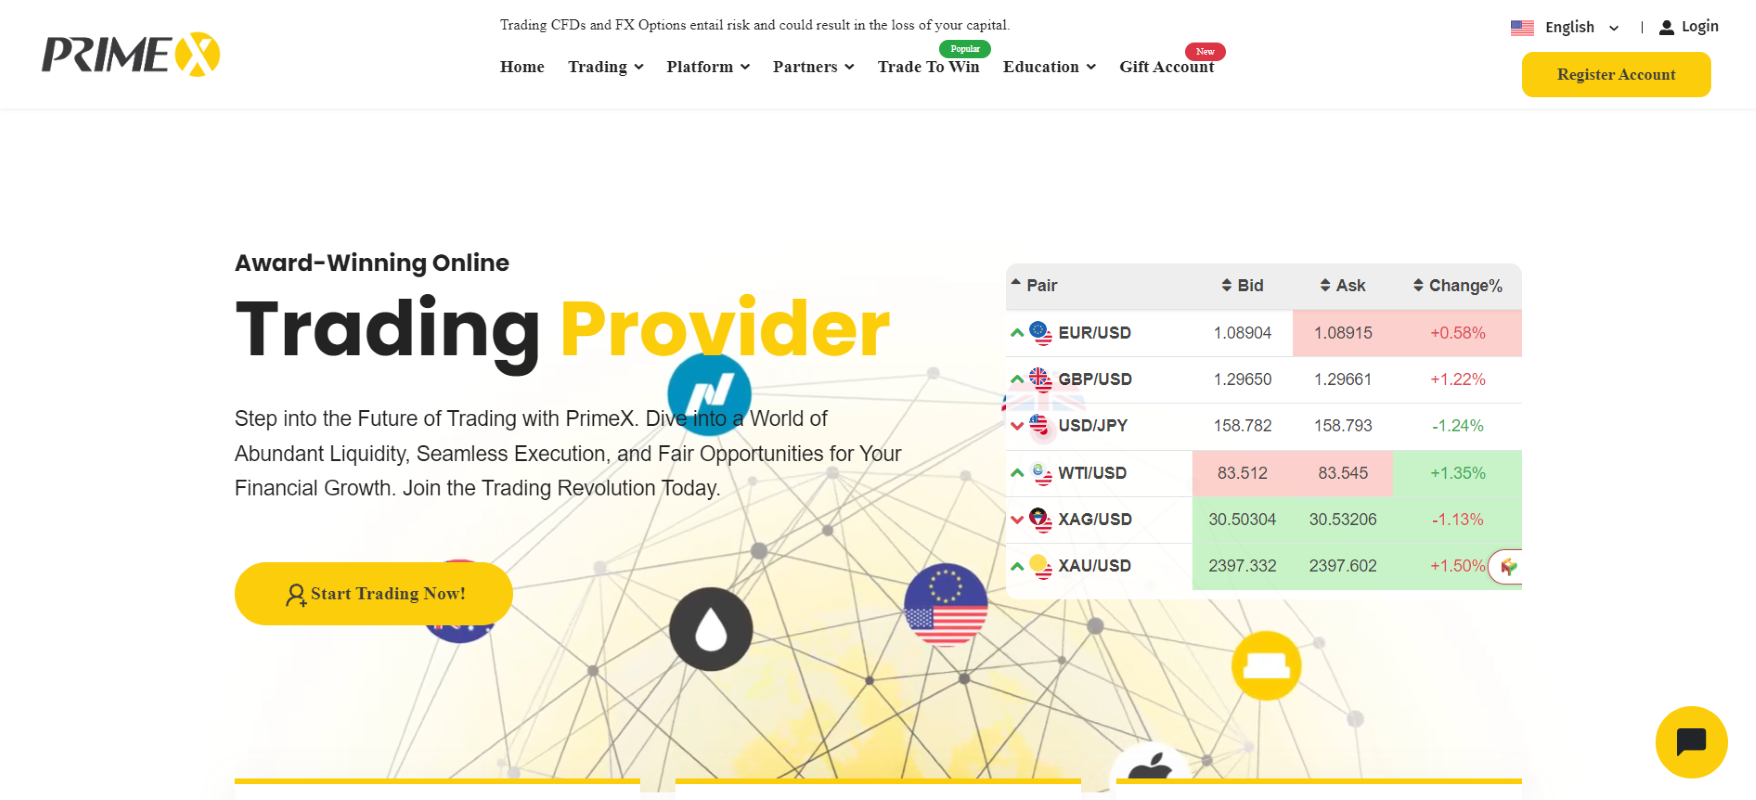 PRIMEX
Trading CFDs and FX Options entail risk and could result in the loss of your capital.
English
|
Login
Popular
New
Home
Trading
Platform
Partners
Trade To Win
Education
Gift Account
Register Account
Award-Winning Online
Trading Provider
Step into the Future of Trading with PrimeX. Dive into a World of
Abundant Liquidity, Seamless Execution, and Fair Opportunities for Your
Financial Growth. Join the Trading Revolution Today.
Start Trading Now!
Pair Bid Ask Change%
EUR/USD 1.08904 1.08915 +0.58%
GBP/USD 1.29650 1.29661 +1.22%
USD/JPY 158.782 158.793 -1.24%
WTI/USD 83.512 83.545 +1.35%
XAG/USD 30.50304 30.53206 -1.13%
XAU/USD 2397.332 2397.602 +1.50%